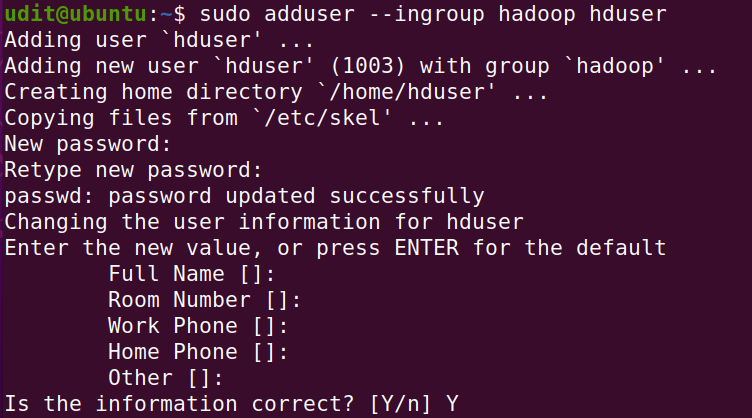 udit@ubuntu:~$ sudo adduser --ingroup hadoop hduser
Adding user `hduser' ...
Adding new user `hduser' (1003) with group `hadoop' ...
Creating home directory `/home/hduser' ...
Copying files from `/etc/skel' ...
New password:
Retype new password:
passwd: password updated successfully
Changing the user information for hduser
Enter the new value, or press ENTER for the default
        Full Name []:
        Room Number []:
        Work Phone []:
        Home Phone []:
        Other []:
Is the information correct? [Y/n] Y